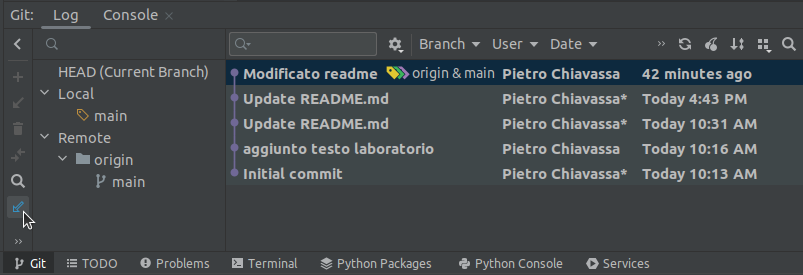 Git: Log Console
Branch User Date
HEAD (Current Branch)
Local
main
Remote
origin
main
Modificato readme origin & main Pietro Chiavassa 42 minutes ago
Update README.md Pietro Chiavassa* Today 4:43 PM
Update README.md Pietro Chiavassa* Today 10:31 AM
aggiunto testo laboratorio Pietro Chiavassa Today 10:16 AM
Initial commit Pietro Chiavassa* Today 10:13 AM
Git TODO Problems Terminal Python Packages Python Console Services